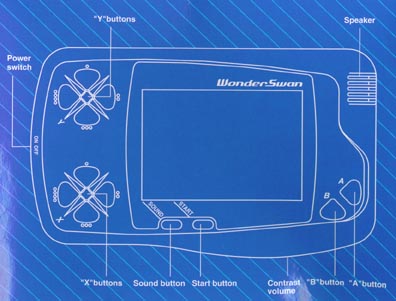 "Y"buttons
Speaker
Power
switch
WonderSwan
ON OFF
Y
A
B
X
SOUND
START
"X"buttons
Sound button
Start button
Contrast
volume
"B"button
"A"button